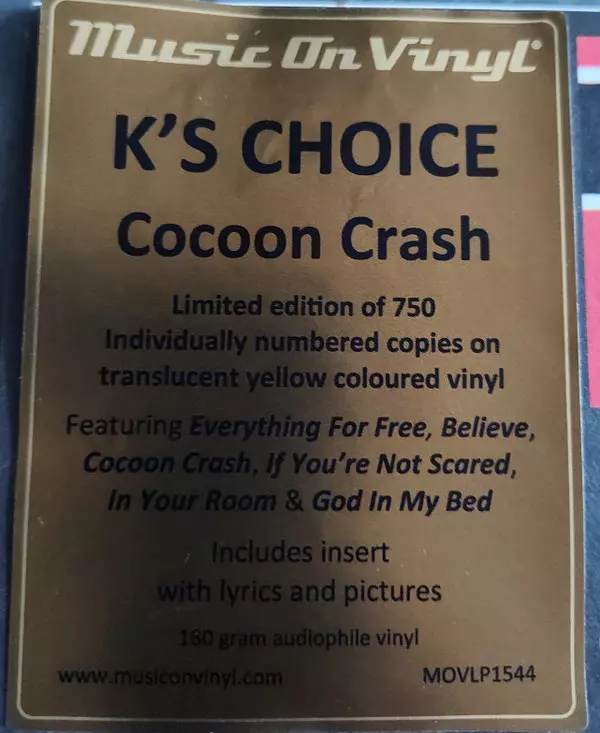 Music On Vinyl®
K'S CHOICE
Cocoon Crash
Limited edition of 750
Individually numbered copies on
translucent yellow coloured vinyl
Featuring Everything For Free, Believe,
Cocoon Crash, If You're Not Scared,
In Your Room & God In My Bed
Includes insert
with lyrics and pictures
180 gram audiophile vinyl
www.musiconvinyl.com MOVLP1544